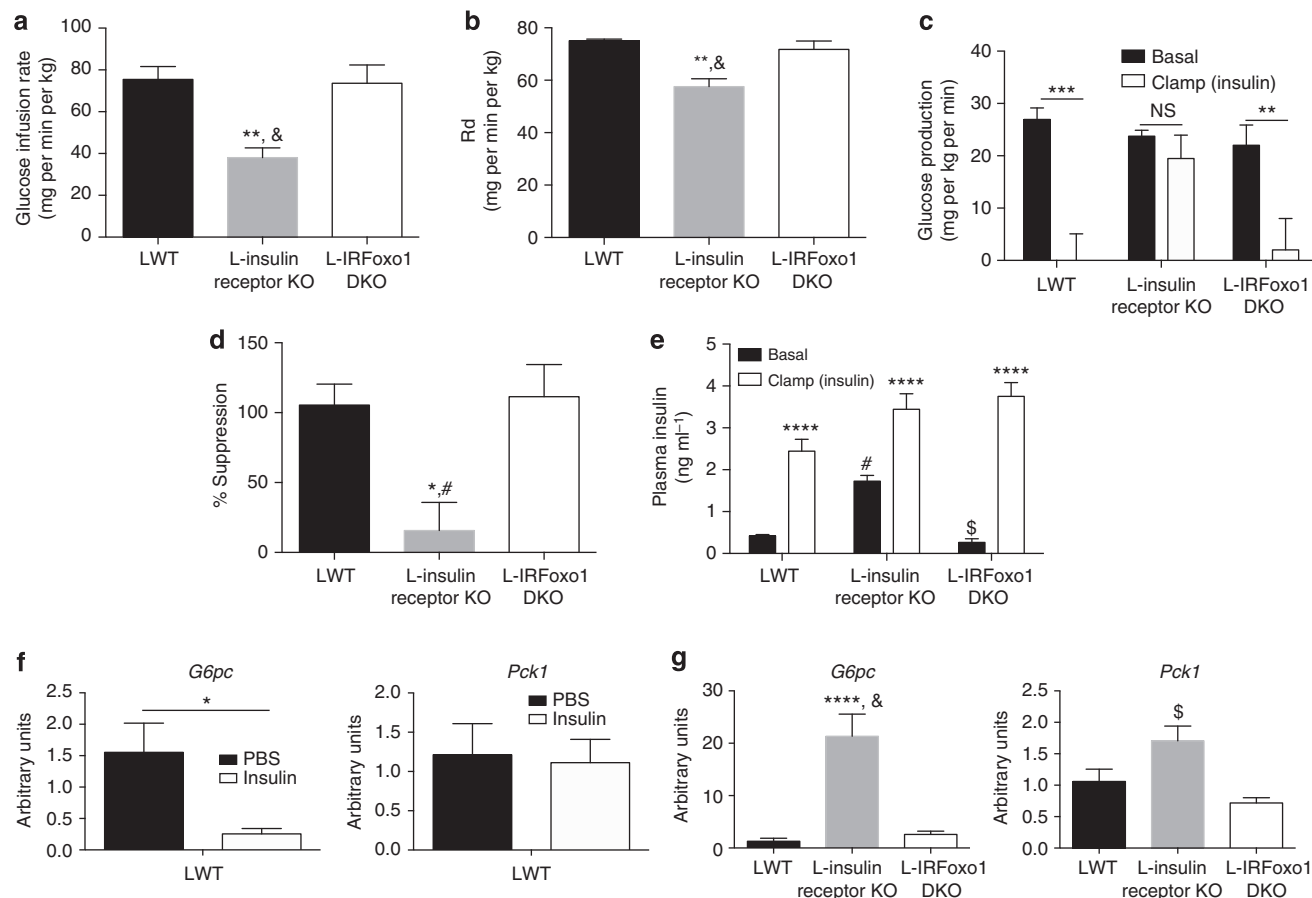 a
Glucose infusion rate
(mg per min per kg)
100
80
60
40
20
0
**, &
LWT
L-insulin
receptor KO
L-IRFoxo1
DKO
b
Rd
(mg per min per kg)
80
60
40
20
0
**,&
LWT
L-insulin
receptor KO
L-IRFoxo1
DKO
c
Glucose production
(mg per kg per min)
40
30
20
10
0
Basal
Clamp (insulin)
***
NS
**
LWT
L-insulin
receptor KO
L-IRFoxo1
DKO
d
% Suppression
150
100
50
0
*,#
LWT
L-insulin
receptor KO
L-IRFoxo1
DKO
e
Plasma insulin
(ng ml⁻¹)
5
4
3
2
1
0
Basal
Clamp (insulin)
****
#
****
$
****
LWT
L-insulin
receptor KO
L-IRFoxo1
DKO
f
G6pc
Arbitrary units
2.0
1.5
1.0
0.5
0.0
*
PBS
Insulin
LWT
Pck1
Arbitrary units
2.0
1.5
1.0
0.5
0.0
PBS
Insulin
LWT
g
G6pc
Arbitrary units
30
20
10
0
****, &
LWT
L-insulin
receptor KO
L-IRFoxo1
DKO
Pck1
Arbitrary units
2.0
1.5
1.0
0.5
0.0
$
LWT
L-insulin
receptor KO
L-IRFoxo1
DKO